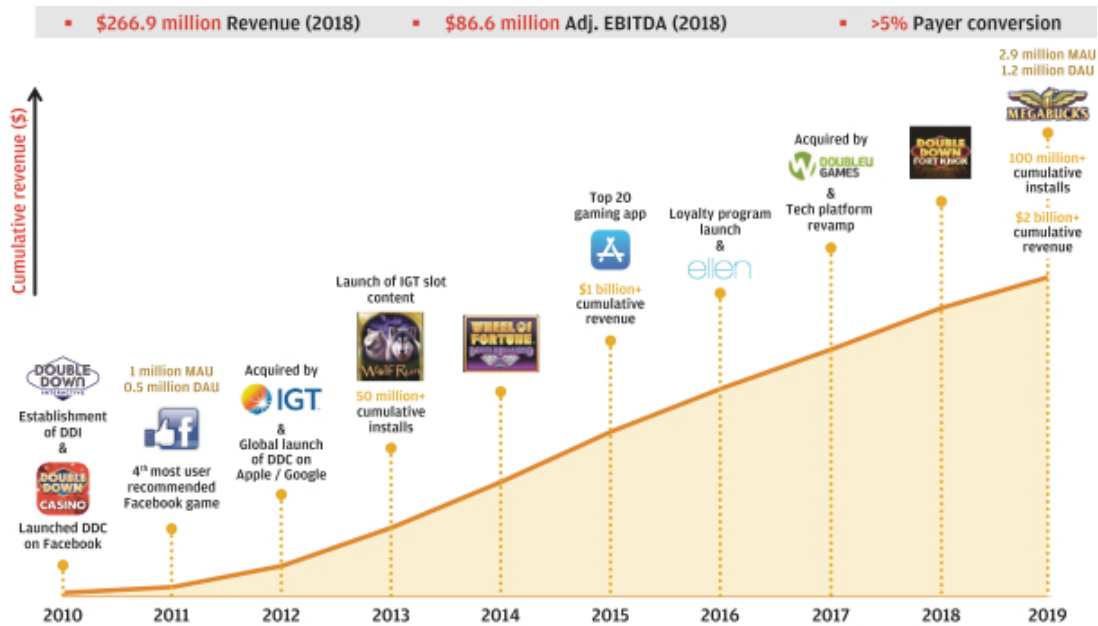 ▪ $266.9 million Revenue (2018) ▪ $86.6 million Adj. EBITDA (2018) ▪ >5% Payer conversion
Cumulative revenue ($)
DOUBLE
DOWN
INTERACTIVE
Establishment
of DDI
&
DOUBLE
DOWN
CASINO
Launched DDC
on Facebook
1 million MAU
0.5 million DAU
f
4th most user
recommended
Facebook game
Acquired by
IGT
&
Global launch
of DDC on
Apple / Google
Launch of IGT slot
content
Wolf Run
50 million+
cumulative
installs
WHEEL OF
FORTUNE
Top 20
gaming app
$1 billion+
cumulative
revenue
Loyalty program
launch
&
ellen
Acquired by
W DOUBLEU
GAMES
&
Tech platform
revamp
DOUBLE
DOWN
FORT KNOX
2.9 million MAU
1.2 million DAU
MEGABUCKS
100 million+
cumulative
installs
$2 billion+
cumulative
revenue
2010 2011 2012 2013 2014 2015 2016 2017 2018 2019